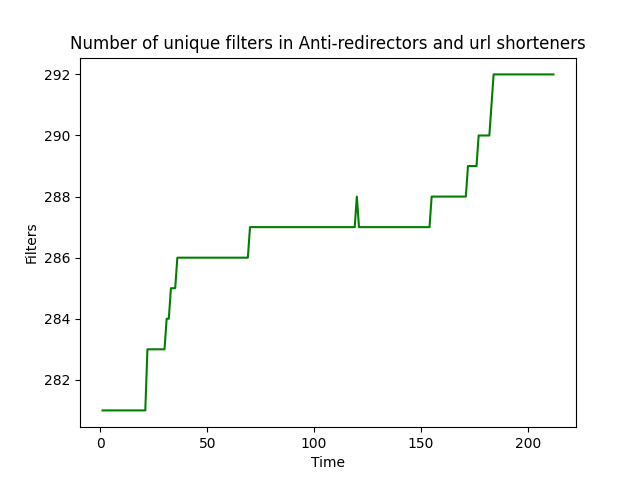 Number of unique filters in Anti-redirectors and url shorteners
292
290
288
286
284
282
Filters
0 50 100 150 200
Time